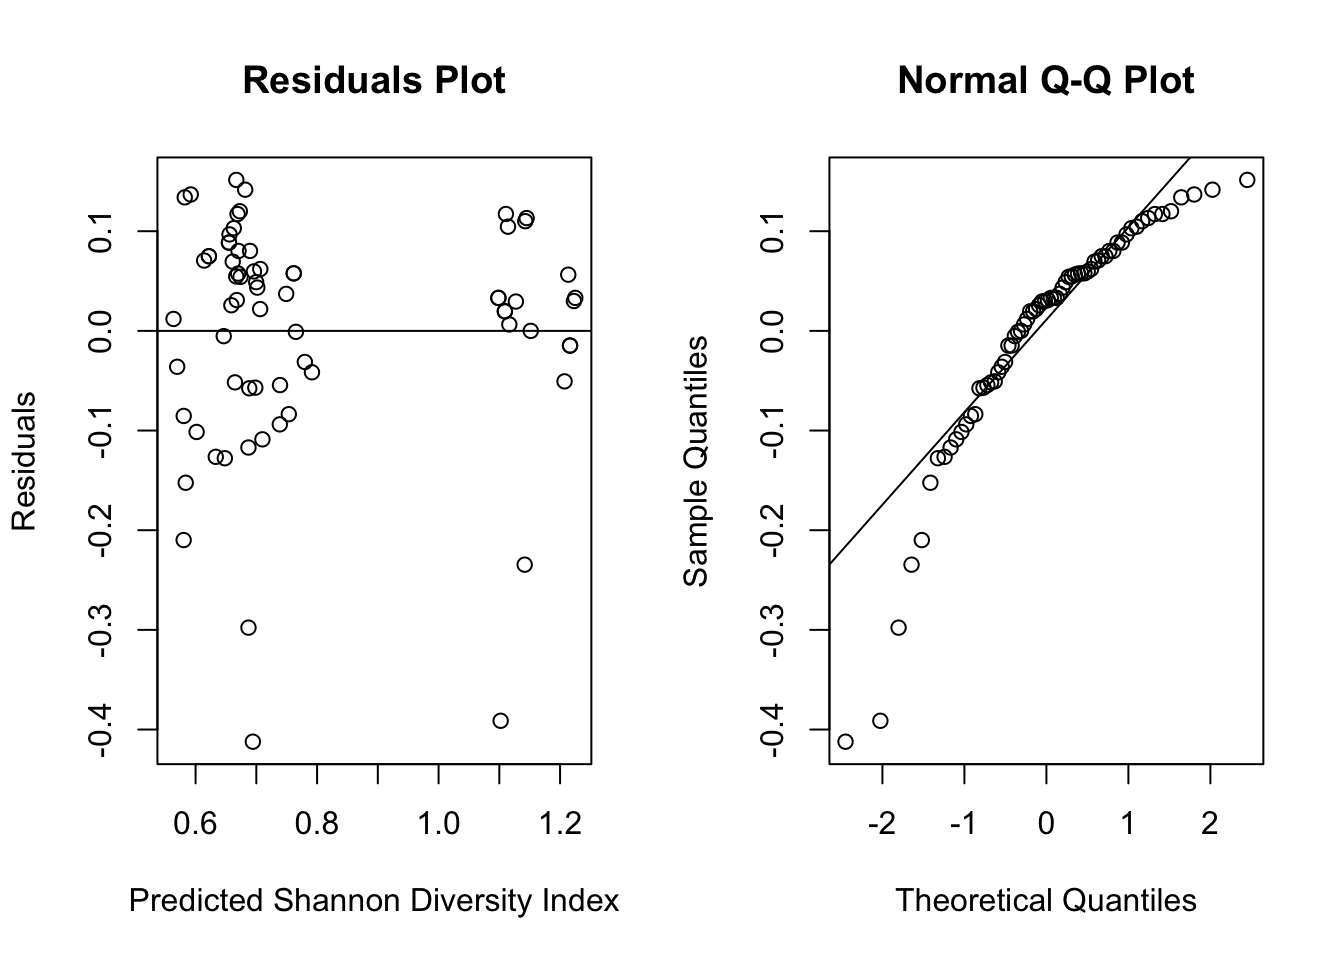 Residuals Plot
Residuals
0.1
0.0
-0.1
-0.2
-0.3
-0.4
0.6 0.8 1.0 1.2
Predicted Shannon Diversity Index
Normal Q-Q Plot
Sample Quantiles
0.1
0.0
-0.1
-0.2
-0.3
-0.4
-2 -1 0 1 2
Theoretical Quantiles